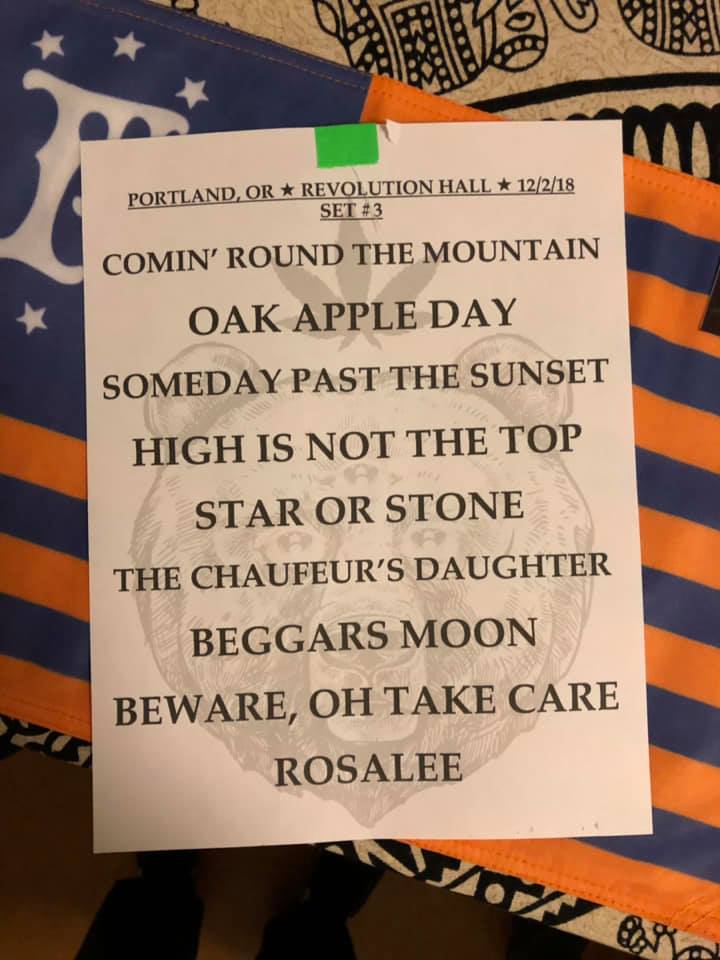 PORTLAND, OR ★ REVOLUTION HALL ★ 12/2/18
SET #3
COMIN' ROUND THE MOUNTAIN
OAK APPLE DAY
SOMEDAY PAST THE SUNSET
HIGH IS NOT THE TOP
STAR OR STONE
THE CHAUFEUR'S DAUGHTER
BEGGARS MOON
BEWARE, OH TAKE CARE
ROSALEE